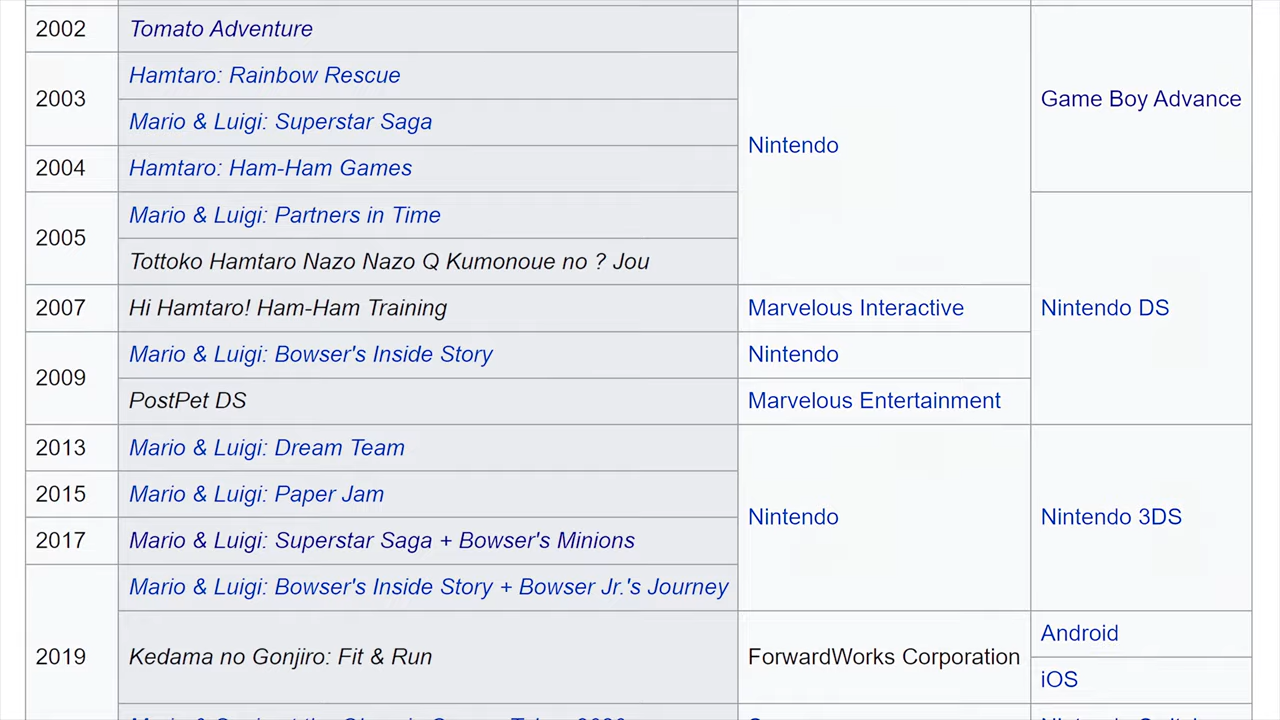 2002 Tomato Adventure
Hamtaro: Rainbow Rescue
2003 Game Boy Advance
Mario & Luigi: Superstar Saga
Nintendo
2004 Hamtaro: Ham-Ham Games
Mario & Luigi: Partners in Time
2005
Tottoko Hamtaro Nazo Nazo Q Kumonoue no ? Jou
2007 Hi Hamtaro! Ham-Ham Training Marvelous Interactive Nintendo DS
Mario & Luigi: Bowser's Inside Story Nintendo
2009
PostPet DS Marvelous Entertainment
2013 Mario & Luigi: Dream Team
2015 Mario & Luigi: Paper Jam
Nintendo Nintendo 3DS
2017 Mario & Luigi: Superstar Saga + Bowser's Minions
Mario & Luigi: Bowser's Inside Story + Bowser Jr.'s Journey
Android
2019 Kedama no Gonjiro: Fit & Run ForwardWorks Corporation
iOS